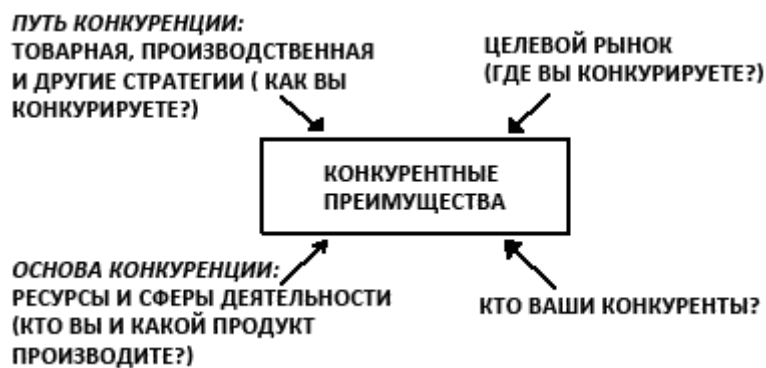 ПУТЬ КОНКУРЕНЦИИ:
ТОВАРНАЯ, ПРОИЗВОДСТВЕННАЯ
И ДРУГИЕ СТРАТЕГИИ ( КАК ВЫ
КОНКУРИРУЕТЕ?)
ЦЕЛЕВОЙ РЫНОК
(ГДЕ ВЫ КОНКУРИРУЕТЕ?)
КОНКУРЕНТНЫЕ
ПРЕИМУЩЕСТВА
ОСНОВА КОНКУРЕНЦИИ:
РЕСУРСЫ И СФЕРЫ ДЕЯТЕЛЬНОСТИ
(КТО ВЫ И КАКОЙ ПРОДУКТ
ПРОИЗВОДИТЕ?)
КТО ВАШИ КОНКУРЕНТЫ?